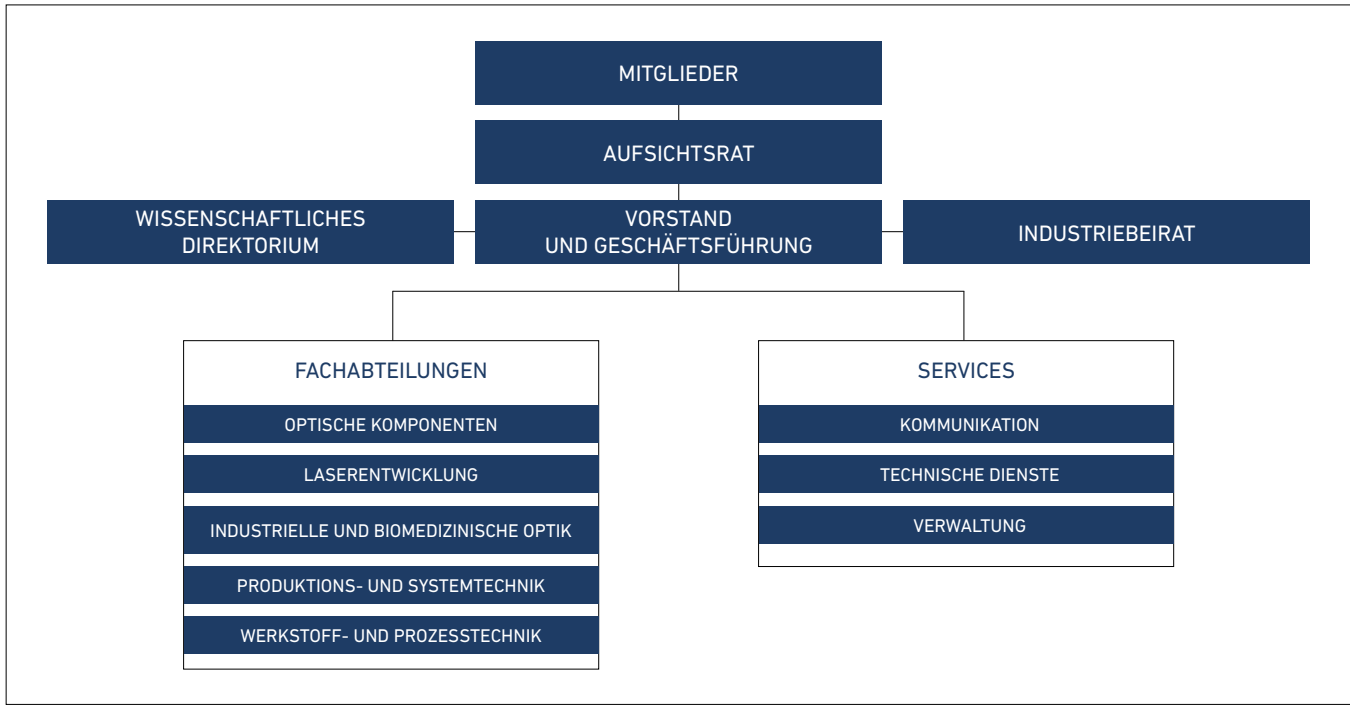 MITGLIEDER
AUFSICHTSRAT
WISSENSCHAFTLICHES
DIREKTORIUM
VORSTAND
UND GESCHÄFTSFÜHRUNG
INDUSTRIEBEIRAT
FACHABTEILUNGEN
OPTISCHE KOMPONENTEN
LASERENTWICKLUNG
INDUSTRIELLE UND BIOMEDIZINISCHE OPTIK
PRODUKTIONS- UND SYSTEMTECHNIK
WERKSTOFF- UND PROZESSTECHNIK
SERVICES
KOMMUNIKATION
TECHNISCHE DIENSTE
VERWALTUNG